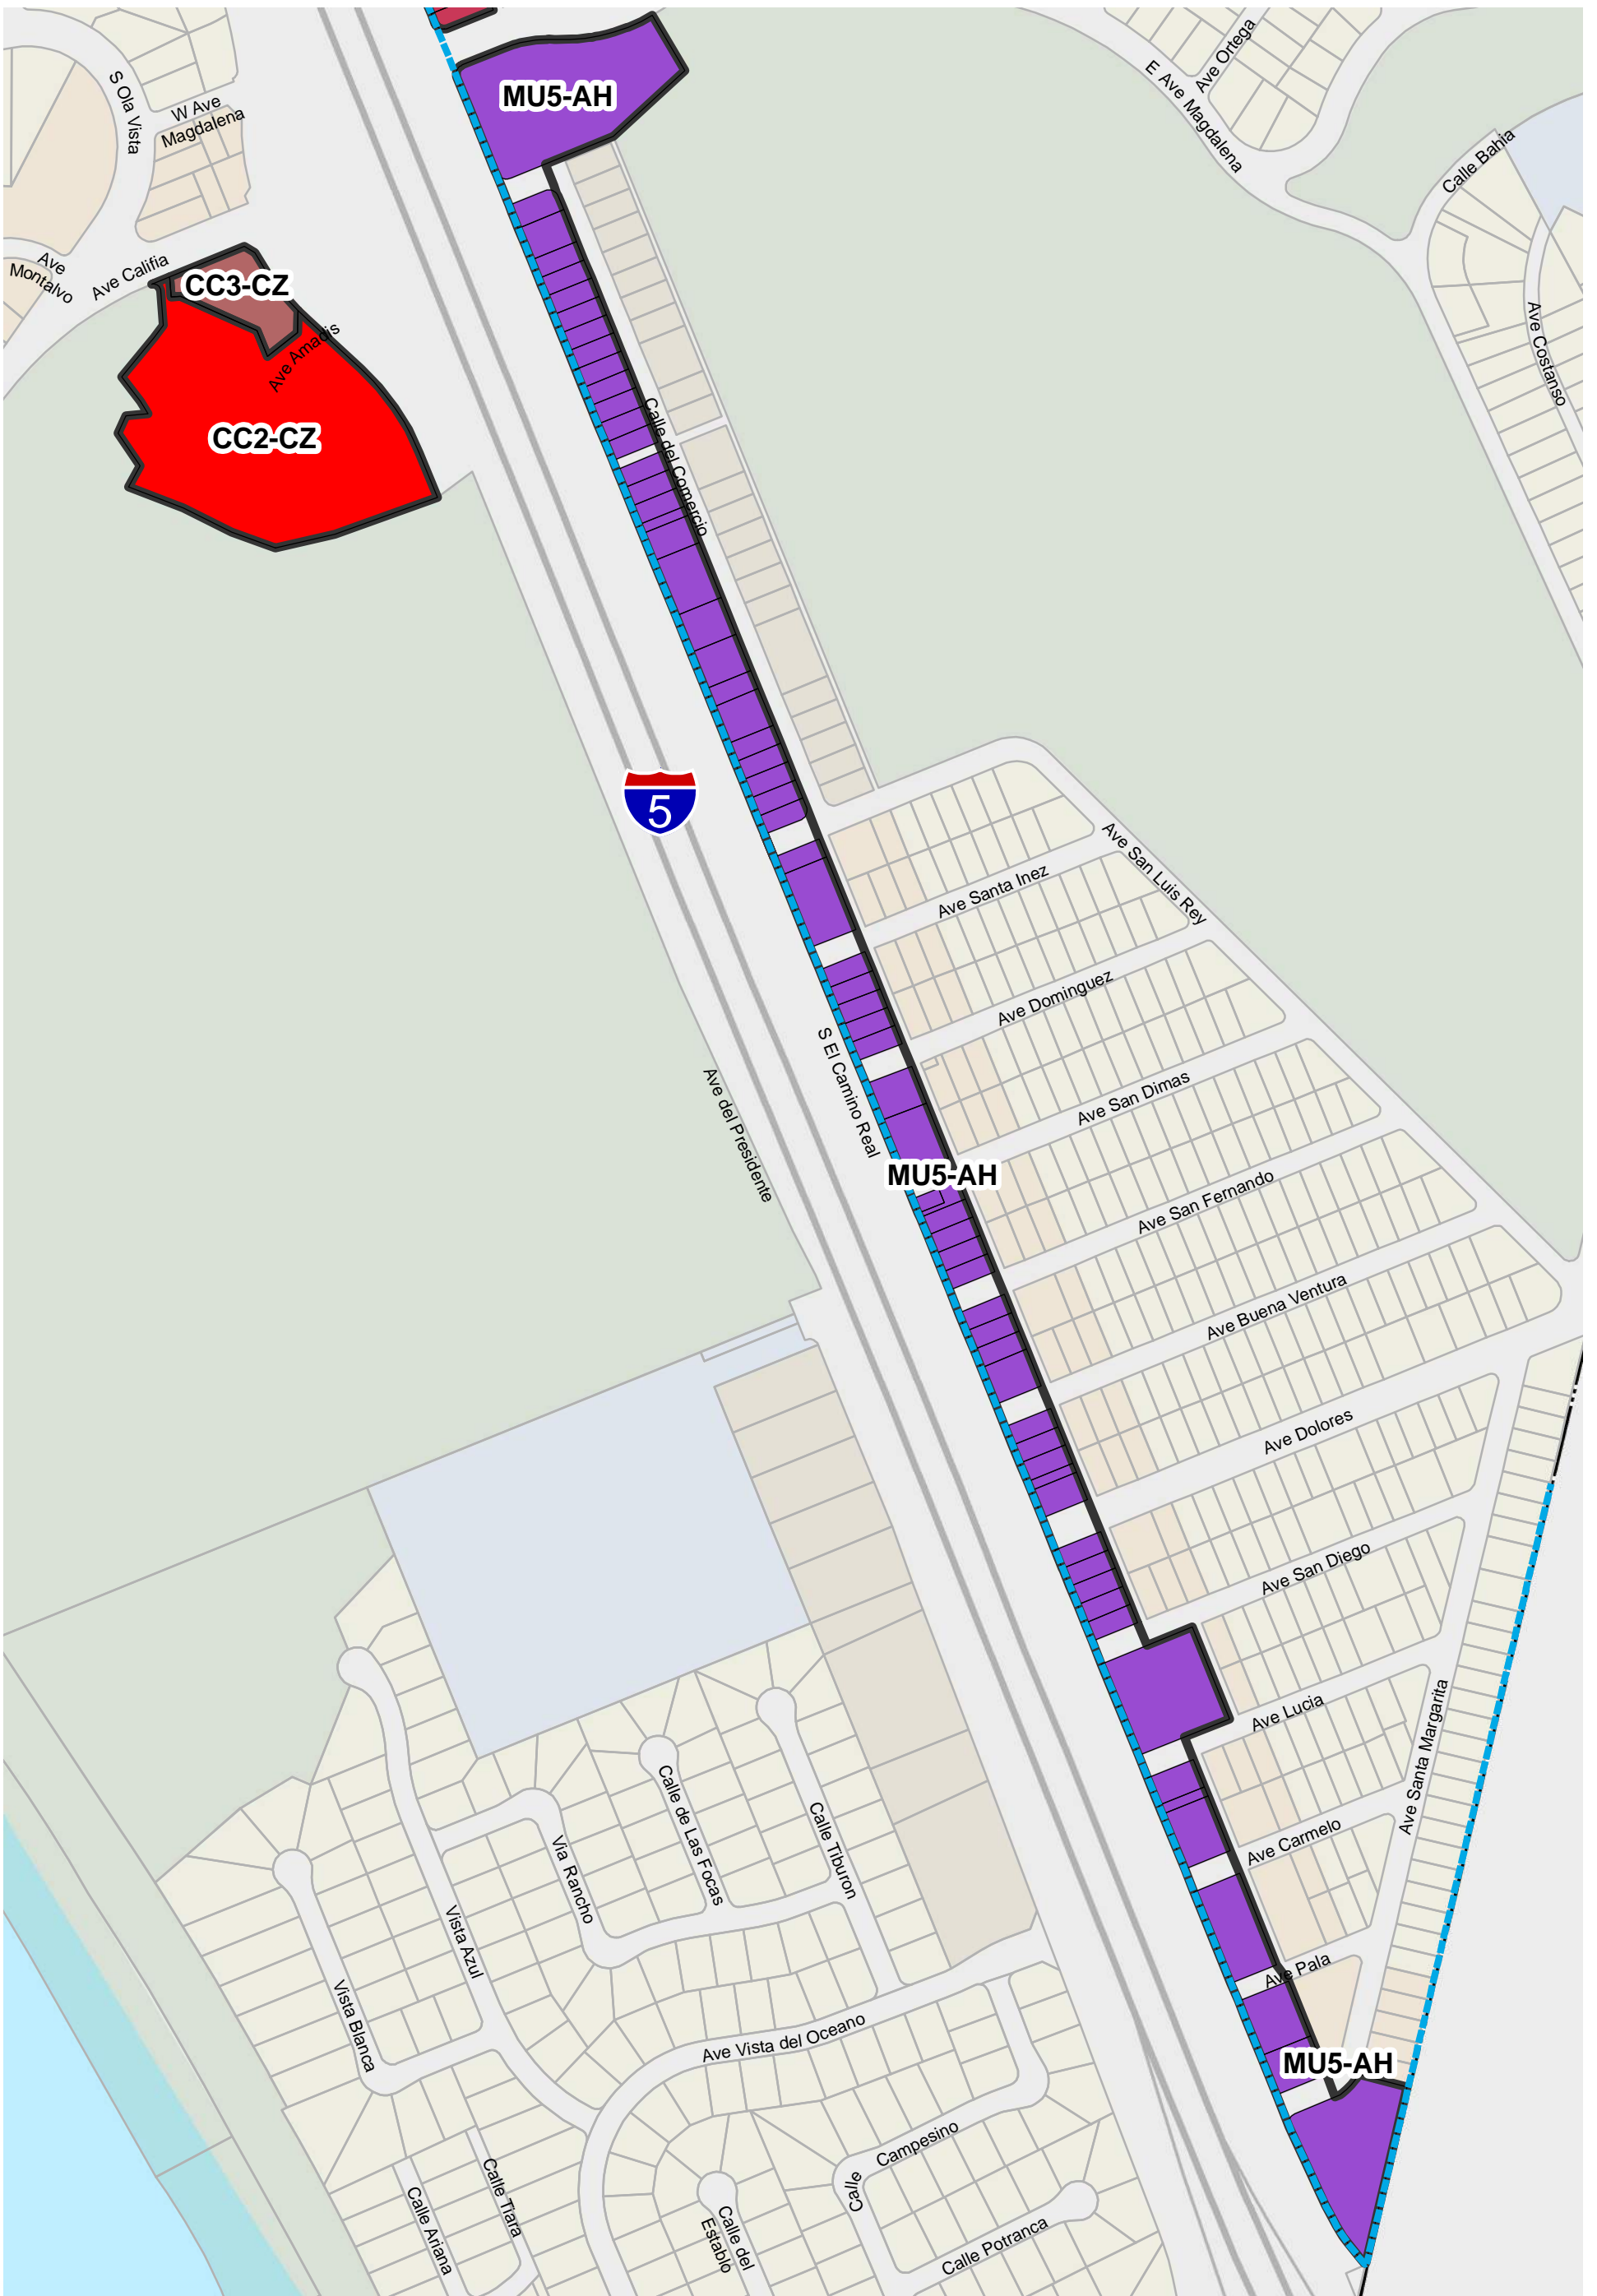 MU5-AH
Ave Ortega
E Ave Magdalena
S Ola Vista
W Ave
Magdalena
Calle Bahia
Ave
Montalvo
Ave Califia
CC3-CZ
Ave Amadis
Ave Costanso
CC2-CZ
Calle del Comercio
5
Ave San Luis Rey
Ave Santa Inez
Ave Dominguez
S El Camino Real
Ave San Dimas
Ave del Presidente
MU5-AH
Ave San Fernando
Ave Buena Ventura
Ave Dolores
Ave San Diego
Ave Lucia
Ave Santa Margarita
Calle de Las Focas
Calle Tiburon
Via Rancho
Ave Carmelo
Vista Azul
Ave Pala
Vista Blanca
Ave Vista del Oceano
MU5-AH
Calle
Campesino
Calle Tiara
Calle Ariana
Calle del
Establo
Calle Potranca